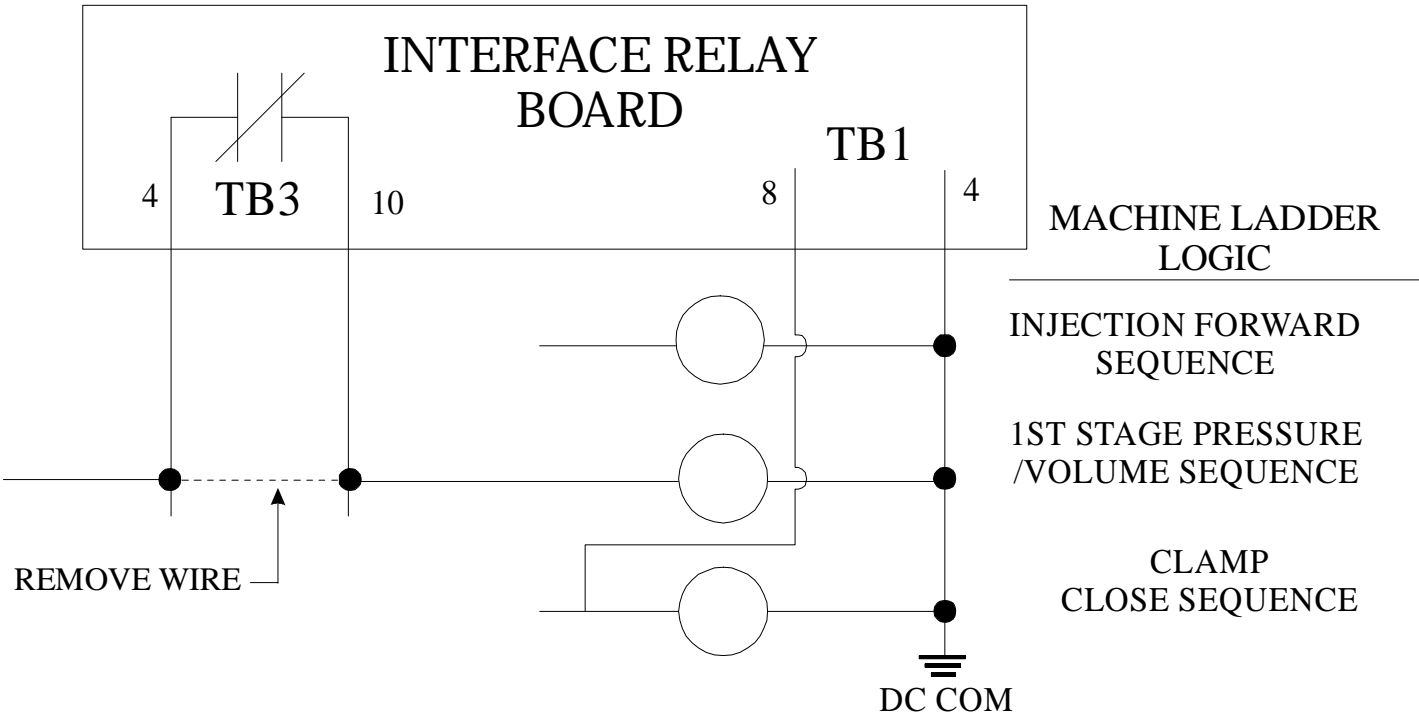 INTERFACE RELAY
BOARD
TB1
4
TB3
10
8
4
MACHINE LADDER
LOGIC
INJECTION FORWARD
SEQUENCE
1ST STAGE PRESSURE
/VOLUME SEQUENCE
REMOVE WIRE
CLAMP
CLOSE SEQUENCE
DC COM